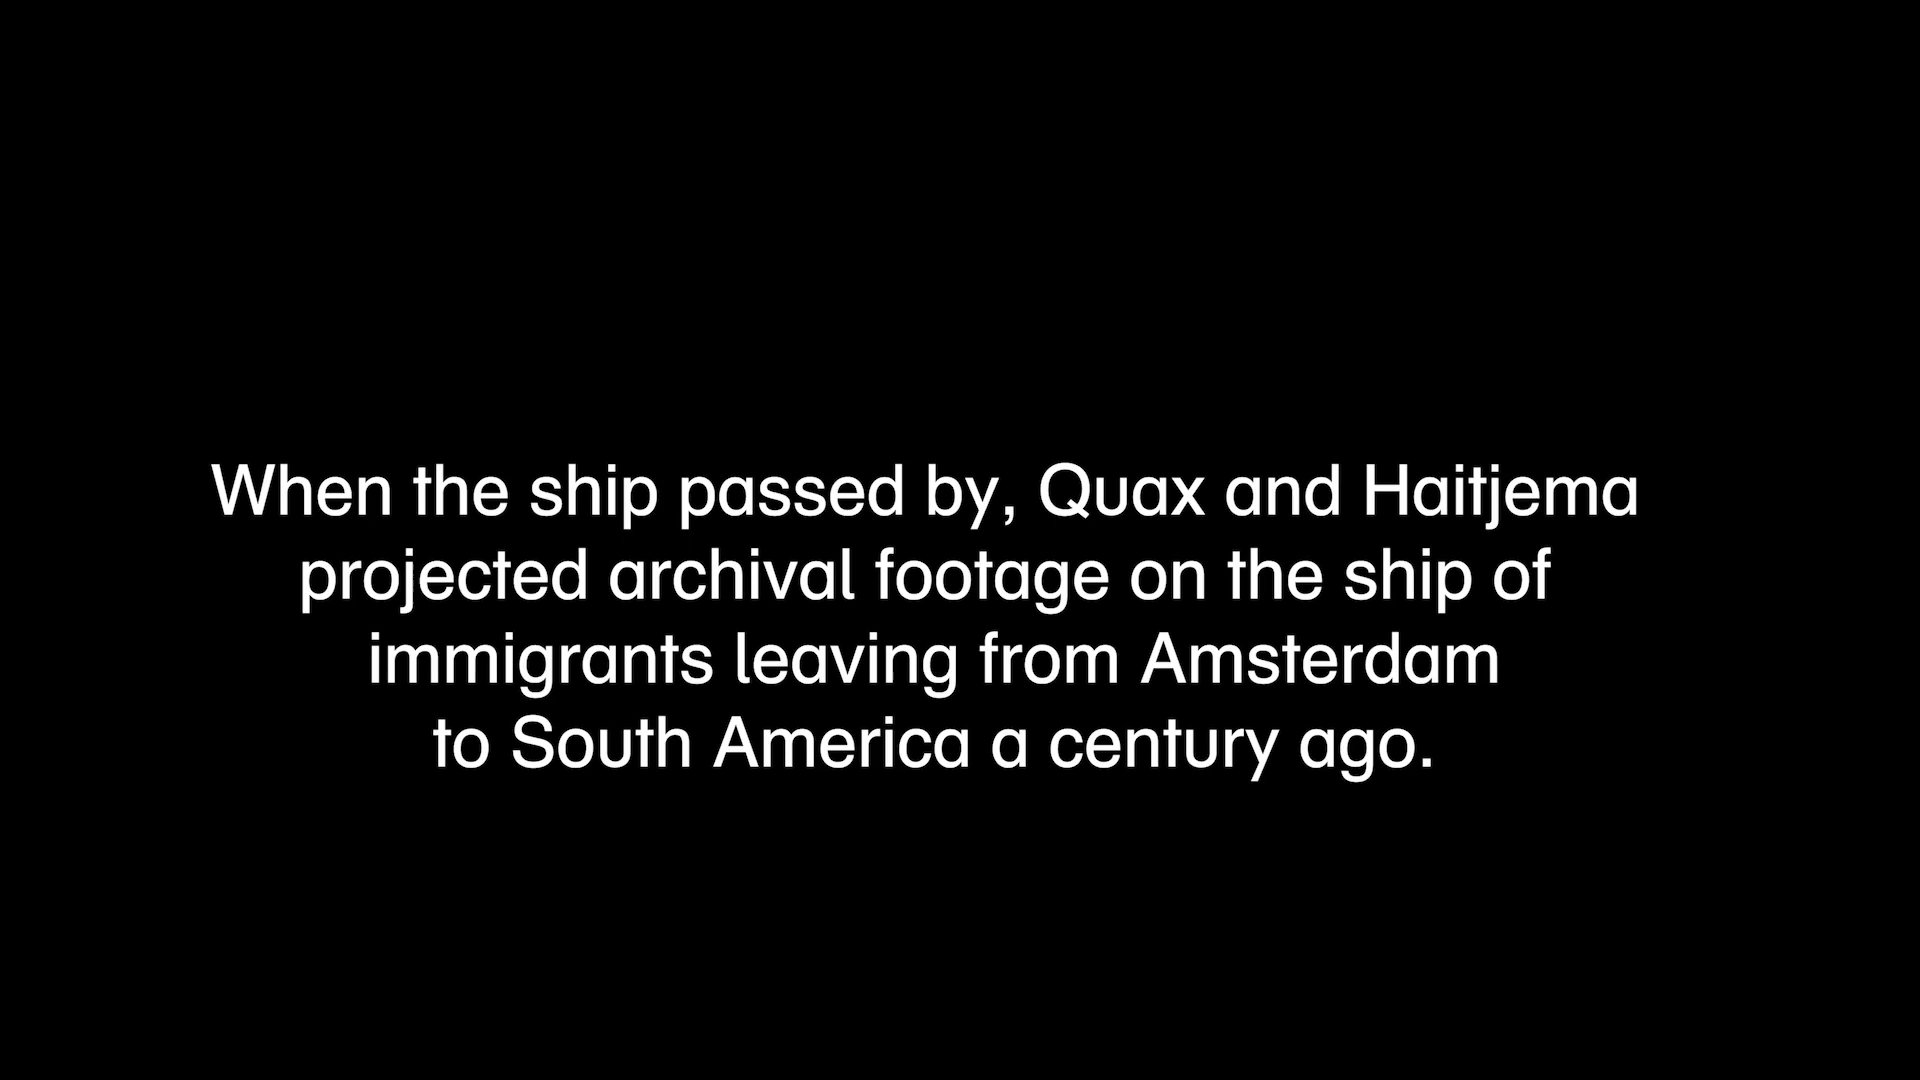 When the ship passed by, Quax and Haitjema
projected archival footage on the ship of
immigrants leaving from Amsterdam
to South America a century ago.